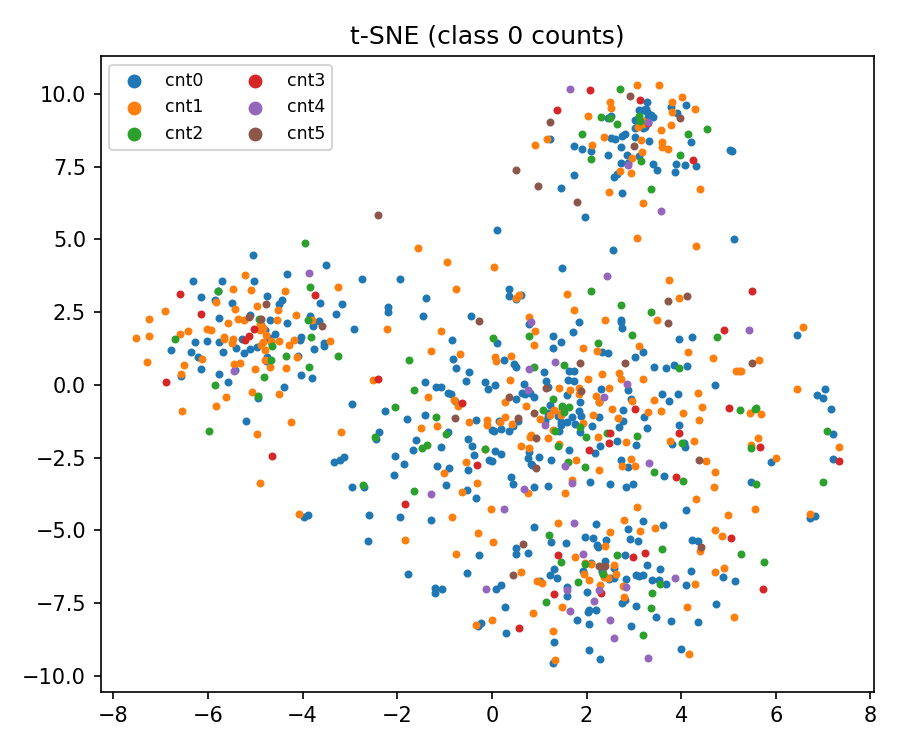 t-SNE (class 0 counts)
cnt0 cnt3
cnt1 cnt4
cnt2 cnt5
10.0
7.5
5.0
2.5
0.0
−2.5
−5.0
−7.5
−10.0
−8 −6 −4 −2 0 2 4 6 8